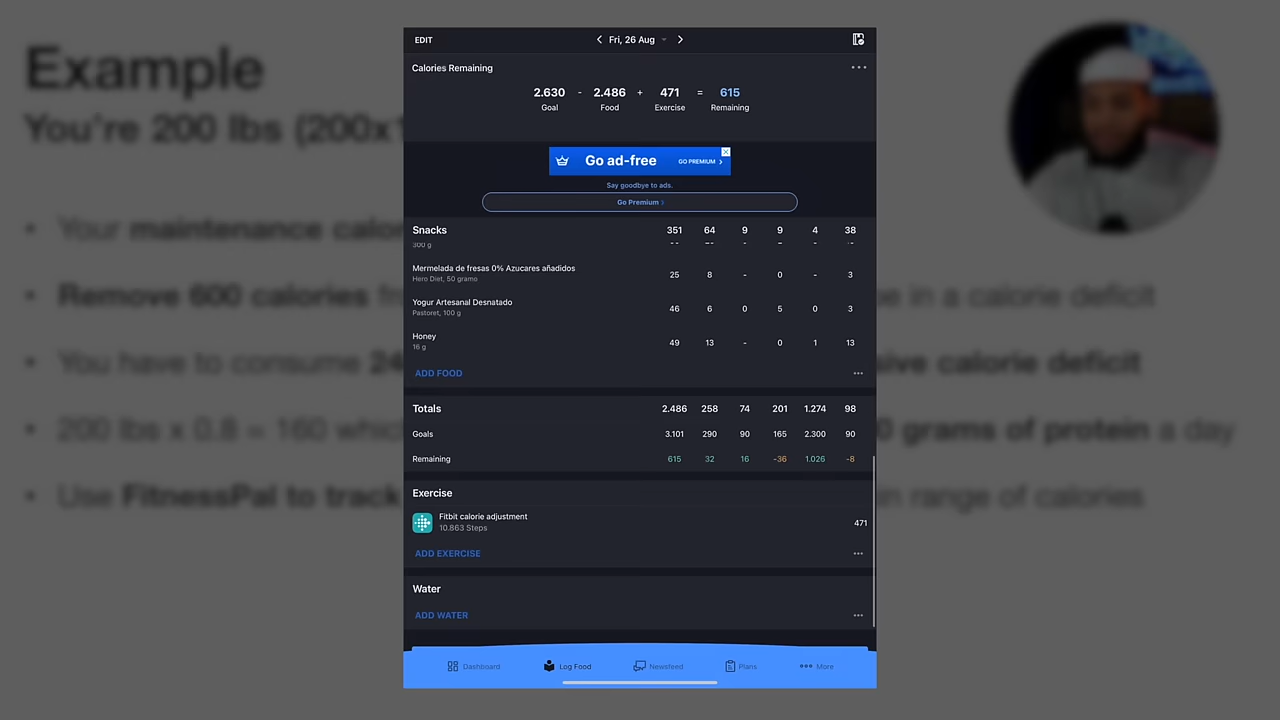 Example
You're 200 lbs (200x1
Your maintenance calor
Remove 600 calories fr
be in a calorie deficit
You have to consume 24
sive calorie deficit
200 lbs x 0.8 = 160 whic
0 grams of protein a day
Use FitnessPal to track
in range of calories
EDIT
Fri, 26 Aug
Calories Remaining
2.630 - 2.486 + 471 = 615
Goal Food Exercise Remaining
Go ad-free GO PREMIUM
Say goodbye to ads.
Go Premium
Snacks 351 64 9 9 4 38
300 g
Mermelada de fresas 0% Azucares añadidos
Hero Diet, 50 gramo
25 8 - 0 - 3
Yogur Artesanal Desnatado
Pastoret, 100 g
46 6 0 5 0 3
Honey
16 g
49 13 - 0 1 13
ADD FOOD
Totals 2.486 258 74 201 1.274 98
Goals 3.101 290 90 165 2.300 90
Remaining 615 32 16 -36 1.026 -8
Exercise
Fitbit calorie adjustment
10.863 Steps
471
ADD EXERCISE
Water
ADD WATER
Dashboard Log Food Newsfeed Plans More